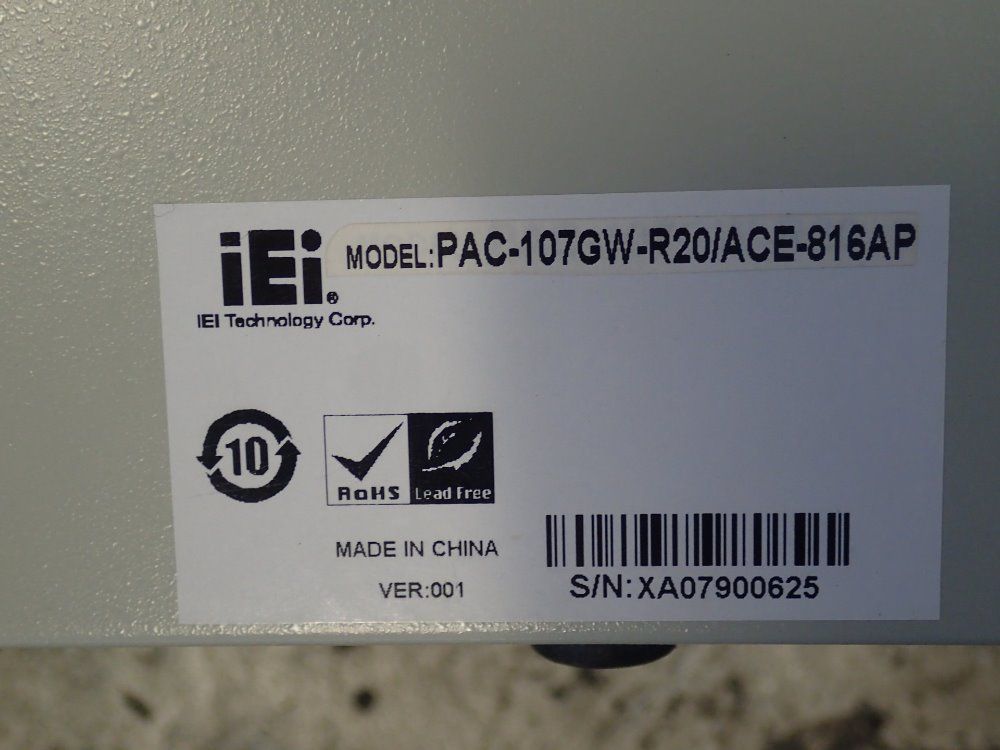 iEi®
MODEL:PAC-107GW-R20/ACE-816AP
IEI Technology Corp.
10
RoHS
Lead Free
MADE IN CHINA
VER:001
S/N:XA07900625